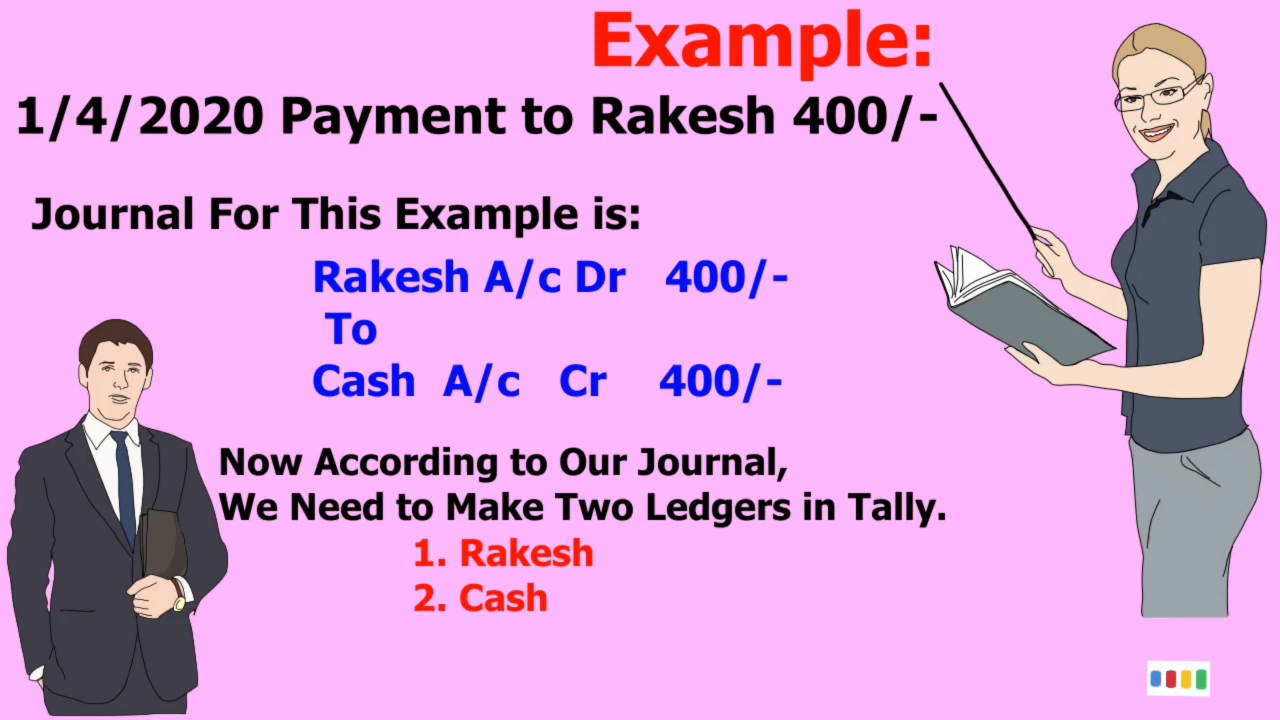 Example:
1/4/2020 Payment to Rakesh 400/-
Journal For This Example is:
Rakesh A/c Dr 400/-
To
Cash A/c Cr 400/-
Now According to Our Journal,
We Need to Make Two Ledgers in Tally.
1. Rakesh
2. Cash